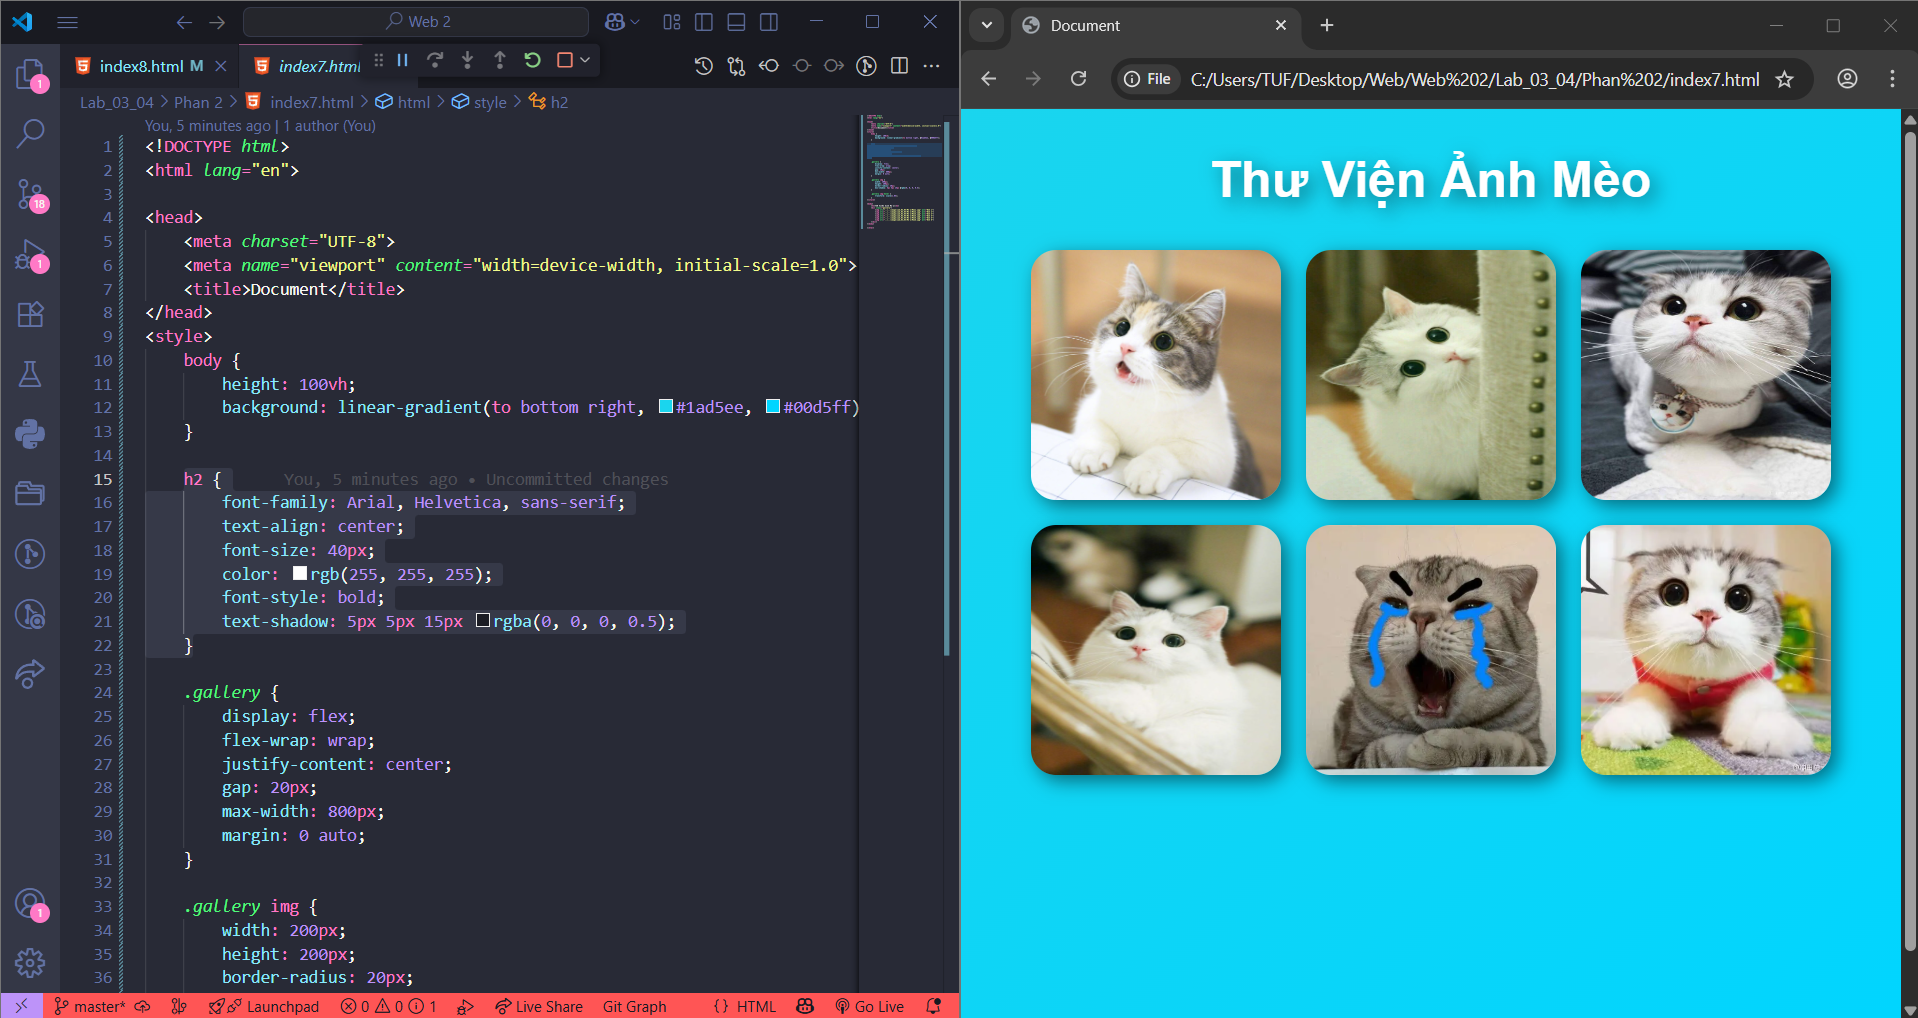 Web 2
index8.html M
index7.html
Lab_03_04 > Phan 2 > index7.html > html > style > h2
You, 5 minutes ago | 1 author (You)
1 <!DOCTYPE html>
2 <html lang="en">
3
4 <head>
5 <meta charset="UTF-8">
6 <meta name="viewport" content="width=device-width, initial-scale=1.0">
7 <title>Document</title>
8 </head>
9 <style>
10 body {
11 height: 100vh;
12 background: linear-gradient(to bottom right, #1ad5ee, #00d5ff)
13 }
14
15 h2 { You, 5 minutes ago • Uncommitted changes
16 font-family: Arial, Helvetica, sans-serif;
17 text-align: center;
18 font-size: 40px;
19 color: rgb(255, 255, 255);
20 font-style: bold;
21 text-shadow: 5px 5px 15px rgba(0, 0, 0, 0.5);
22 }
23
24 .gallery {
25 display: flex;
26 flex-wrap: wrap;
27 justify-content: center;
28 gap: 20px;
29 max-width: 800px;
30 margin: 0 auto;
31 }
32
33 .gallery img {
34 width: 200px;
35 height: 200px;
36 border-radius: 20px;
1
18
1
1
master* Launchpad 0 0 1 Live Share Git Graph { } HTML Go Live
Document
File C:/Users/TUF/Desktop/Web/Web%202/Lab_03_04/Phan%202/index7.html
Thư Viện Ảnh Mèo